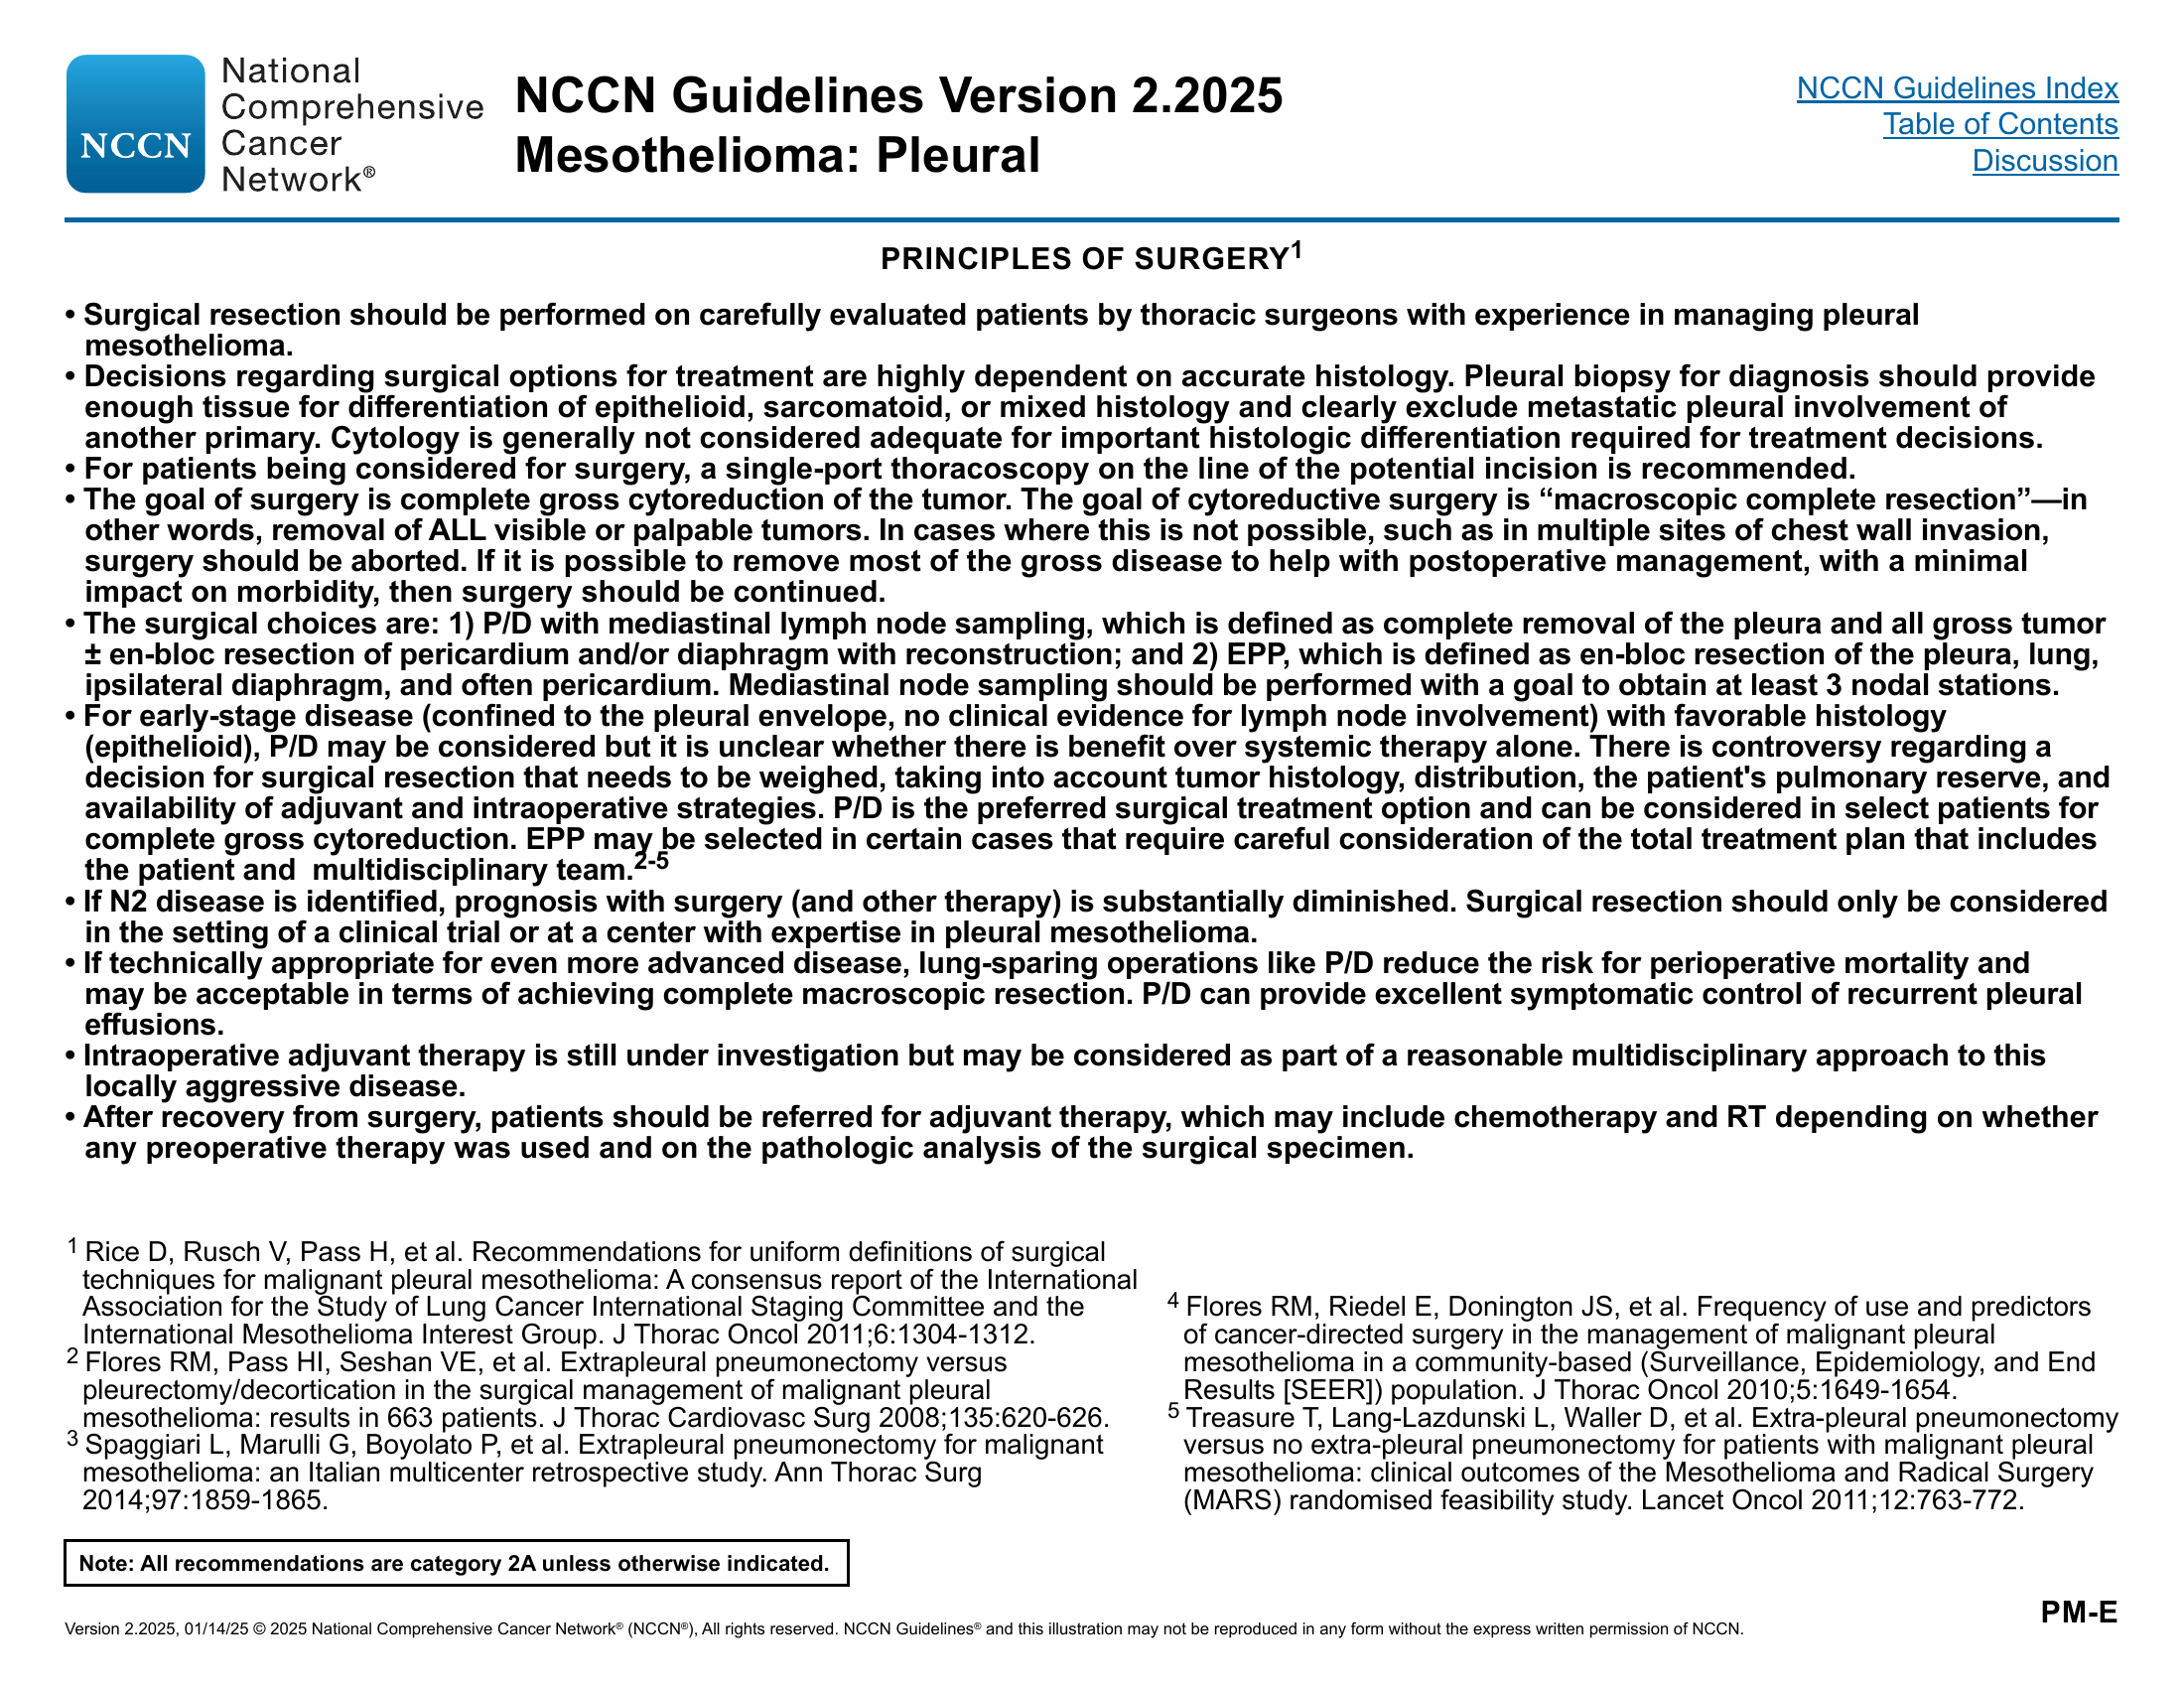 National
Comprehensive
Cancer
Network®
NCCN
NCCN Guidelines Version 2.2025
Mesothelioma: Pleural
NCCN Guidelines Index
Table of Contents
Discussion
PRINCIPLES OF SURGERY1
• Surgical resection should be performed on carefully evaluated patients by thoracic surgeons with experience in managing pleural
mesothelioma.
• Decisions regarding surgical options for treatment are highly dependent on accurate histology. Pleural biopsy for diagnosis should provide
enough tissue for differentiation of epithelioid, sarcomatoid, or mixed histology and clearly exclude metastatic pleural involvement of
another primary. Cytology is generally not considered adequate for important histologic differentiation required for treatment decisions.
• For patients being considered for surgery, a single-port thoracoscopy on the line of the potential incision is recommended.
• The goal of surgery is complete gross cytoreduction of the tumor. The goal of cytoreductive surgery is “macroscopic complete resection”—in
other words, removal of ALL visible or palpable tumors. In cases where this is not possible, such as in multiple sites of chest wall invasion,
surgery should be aborted. If it is possible to remove most of the gross disease to help with postoperative management, with a minimal
impact on morbidity, then surgery should be continued.
• The surgical choices are: 1) P/D with mediastinal lymph node sampling, which is defined as complete removal of the pleura and all gross tumor
± en-bloc resection of pericardium and/or diaphragm with reconstruction; and 2) EPP, which is defined as en-bloc resection of the pleura, lung,
ipsilateral diaphragm, and often pericardium. Mediastinal node sampling should be performed with a goal to obtain at least 3 nodal stations.
• For early-stage disease (confined to the pleural envelope, no clinical evidence for lymph node involvement) with favorable histology
(epithelioid), P/D may be considered but it is unclear whether there is benefit over systemic therapy alone. There is controversy regarding a
decision for surgical resection that needs to be weighed, taking into account tumor histology, distribution, the patient's pulmonary reserve, and
availability of adjuvant and intraoperative strategies. P/D is the preferred surgical treatment option and can be considered in select patients for
complete gross cytoreduction. EPP may be selected in certain cases that require careful consideration of the total treatment plan that includes
the patient and  multidisciplinary team.2-5
• If N2 disease is identified, prognosis with surgery (and other therapy) is substantially diminished. Surgical resection should only be considered
in the setting of a clinical trial or at a center with expertise in pleural mesothelioma.
• If technically appropriate for even more advanced disease, lung-sparing operations like P/D reduce the risk for perioperative mortality and
may be acceptable in terms of achieving complete macroscopic resection. P/D can provide excellent symptomatic control of recurrent pleural
effusions.
• Intraoperative adjuvant therapy is still under investigation but may be considered as part of a reasonable multidisciplinary approach to this
locally aggressive disease.
• After recovery from surgery, patients should be referred for adjuvant therapy, which may include chemotherapy and RT depending on whether
any preoperative therapy was used and on the pathologic analysis of the surgical specimen.
1 Rice D, Rusch V, Pass H, et al. Recommendations for uniform definitions of surgical
techniques for malignant pleural mesothelioma: A consensus report of the International
Association for the Study of Lung Cancer International Staging Committee and the
International Mesothelioma Interest Group. J Thorac Oncol 2011;6:1304-1312.
2 Flores RM, Pass HI, Seshan VE, et al. Extrapleural pneumonectomy versus
pleurectomy/decortication in the surgical management of malignant pleural
mesothelioma: results in 663 patients. J Thorac Cardiovasc Surg 2008;135:620-626.
3 Spaggiari L, Marulli G, Boyolato P, et al. Extrapleural pneumonectomy for malignant
mesothelioma: an Italian multicenter retrospective study. Ann Thorac Surg
2014;97:1859-1865.
4 Flores RM, Riedel E, Donington JS, et al. Frequency of use and predictors
of cancer-directed surgery in the management of malignant pleural
mesothelioma in a community-based (Surveillance, Epidemiology, and End
Results [SEER]) population. J Thorac Oncol 2010;5:1649-1654.
5 Treasure T, Lang-Lazdunski L, Waller D, et al. Extra-pleural pneumonectomy
versus no extra-pleural pneumonectomy for patients with malignant pleural
mesothelioma: clinical outcomes of the Mesothelioma and Radical Surgery
(MARS) randomised feasibility study. Lancet Oncol 2011;12:763-772.
Note: All recommendations are category 2A unless otherwise indicated.
PM-E
Version 2.2025, 01/14/25 © 2025 National Comprehensive Cancer Network® (NCCN®), All rights reserved. NCCN Guidelines® and this illustration may not be reproduced in any form without the express written permission of NCCN.